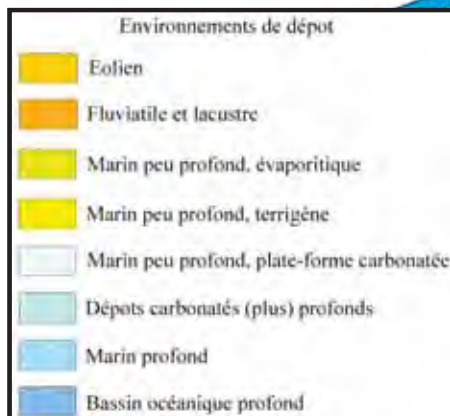 Environnements de dépot
Eolien
Fluviatile et lacustre
Marin peu profond, évaporitique
Marin peu profond, terrigène
Marin peu profond, plate-forme carbonatée
Dépots carbonatés (plus) profonds
Marin profond
Bassin océanique profond